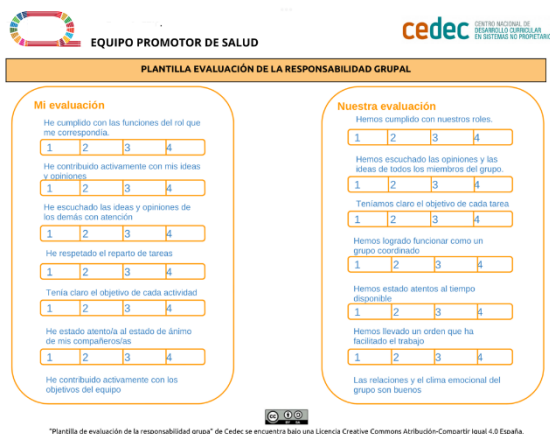 EQUIPO PROMOTOR DE SALUD
cedec CENTRO NACIONAL DE
DESARROLLO CURRICULAR
EN SISTEMAS NO PROPIETARIOS
PLANTILLA EVALUACIÓN DE LA RESPONSABILIDAD GRUPAL
Mi evaluación
He cumplido con las funciones del rol que
me correspondía.
1 2 3 4
He contribuido activamente con mis ideas
y opiniones
1 2 3 4
He escuchado las ideas y opiniones de
los demás con atención
1 2 3 4
He respetado el reparto de tareas
1 2 3 4
Tenía claro el objetivo de cada actividad
1 2 3 4
He estado atento/a al estado de ánimo
de mis compañeros/as
1 2 3 4
He contribuido activamente con los
objetivos del equipo
Nuestra evaluación
Hemos cumplido con nuestros roles.
1 2 3 4
Hemos escuchado las opiniones y las
ideas de todos los miembros del grupo.
1 2 3 4
Teníamos claro el objetivo de cada tarea
1 2 3 4
Hemos logrado funcionar como un
grupo coordinado
1 2 3 4
Hemos estado atentos al tiempo
disponible
1 2 3 4
Hemos llevado un orden que ha
facilitado el trabajo
1 2 3 4
Las relaciones y el clima emocional del
grupo son buenos
"Plantilla de evaluación de la responsabilidad grupa" de Cedec se encuentra bajo una Licencia Creative Commons Atribución-Compartir Igual 4.0 España.